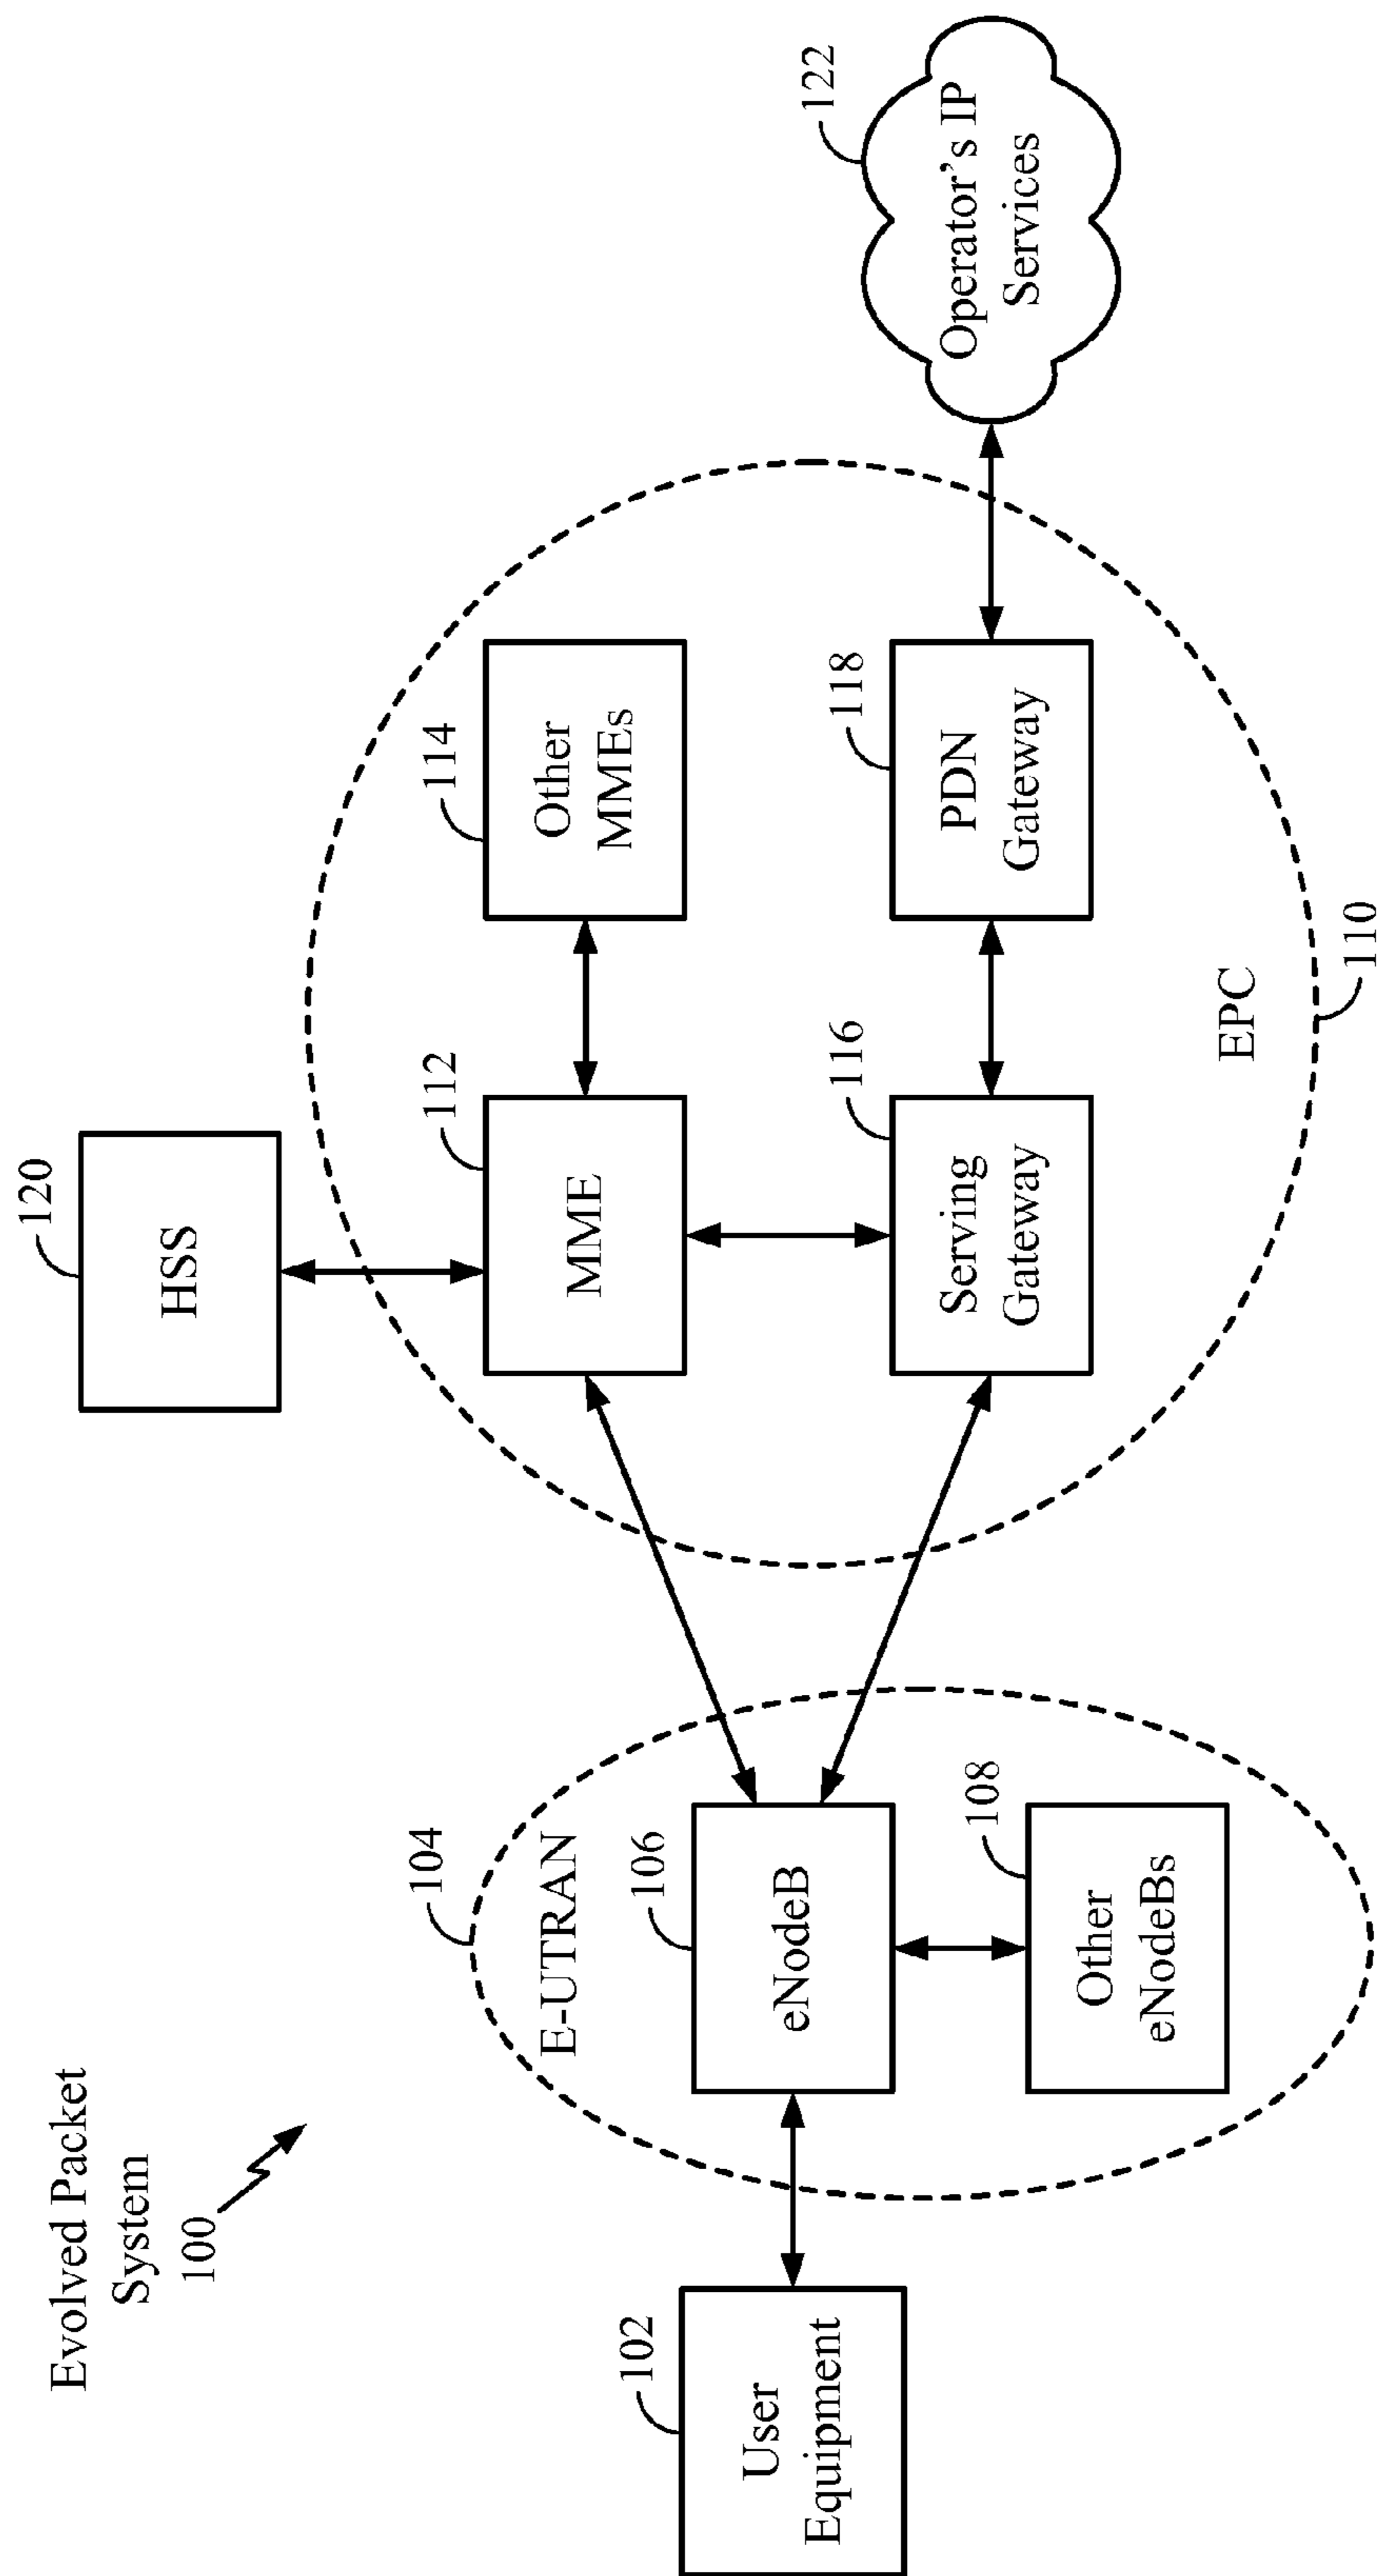 Evolved Packet
System
100
102
User
Equipment
104
E-UTRAN
106
eNodeB
108
Other
eNodeBs
120
HSS
112
MME
114
Other
MMEs
116
Serving
Gateway
118
PDN
Gateway
EPC
110
122
Operator’s IP
Services